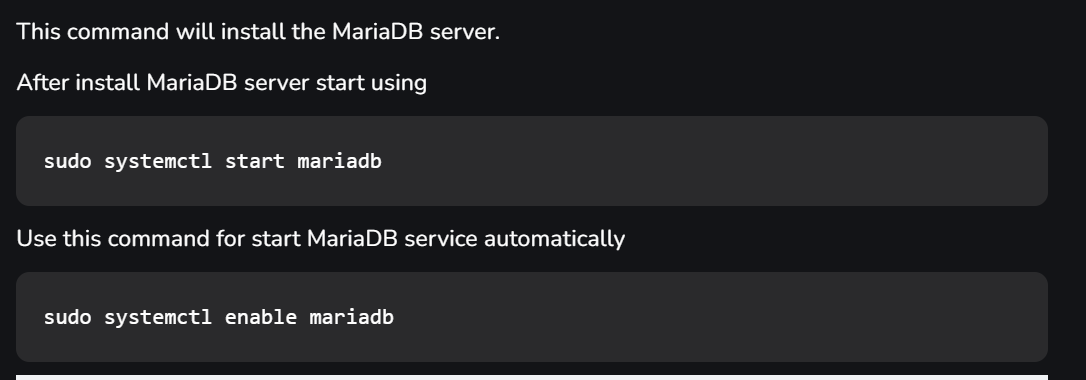 This command will install the MariaDB server.
After install MariaDB server start using
sudo systemctl start mariadb
Use this command for start MariaDB service automatically
sudo systemctl enable mariadb